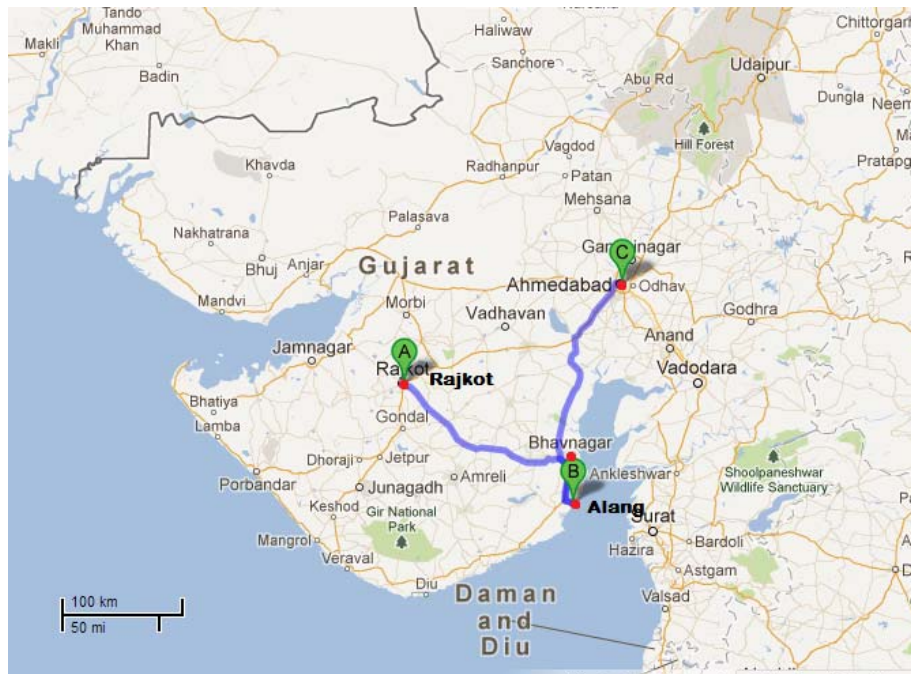 Tando
Muhammad
Khan
Makli
Badin
Haliwaw
Sanchore
Abu Rd
Udaipur
Chittorgar
Dungla
Neem
Hill Forest
Pratapg
Vagdod
Radhanpur
Patan
Mehsana
Khavda
Palasava
Nakhatrana
Bhuj
Anjar
Gujarat
C
Ahmedabad
Odhav
Mandvi
Morbi
Vadhavan
Godhra
Anand
Jamnagar
A
Rajkot
Vadodara
Bhatiya
Lamba
Gondal
Bhavnagar
B
Ankleshwar
Shoolpaneshwar
Wildlife Sanctuary
Dhoraji
Jetpur
Amreli
Porbandar
Junagadh
Alang
Keshod
Gir National
Park
Surat
Mangrol
Hazira
Bardoli
Veraval
Astgam
Diu
Valsad
Daman
and
Diu
100 km
50 mi